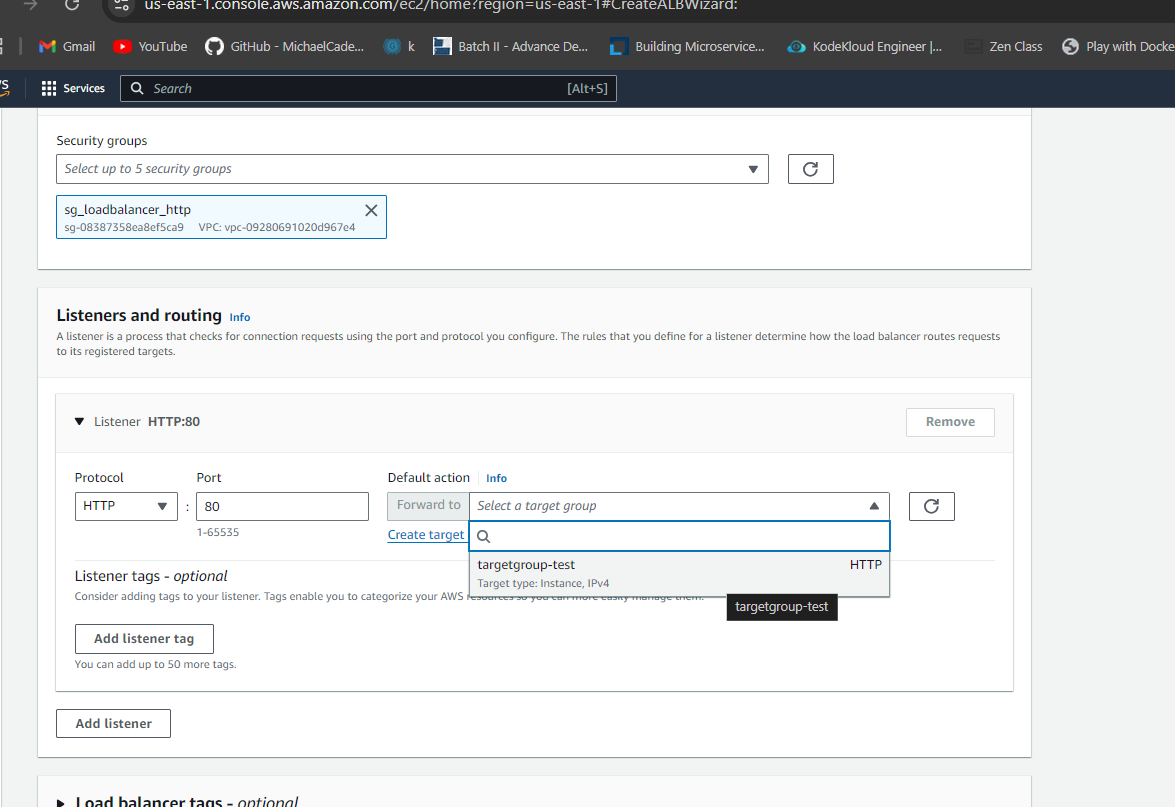 us-east-1.console.aws.amazon.com/ec2/home?region=us-east-1#CreateALBWizard:
Gmail YouTube GitHub - MichaelCade... k Batch II - Advance De... Building Microservice... KodeKloud Engineer |... Zen Class Play with Docke
Services Search [Alt+S]
Security groups
Select up to 5 security groups
sg_loadbalancer_http
sg-08387358ea8ef5ca9 VPC: vpc-09280691020d967e4
Listeners and routing Info
A listener is a process that checks for connection requests using the port and protocol you configure. The rules that you define for a listener determine how the load balancer routes requests
to its registered targets.
Listener HTTP:80
Remove
Protocol Port Default action Info
HTTP : 80 Forward to Select a target group
1-65535 Create target
targetgroup-test HTTP
Target type: Instance, IPv4
Listener tags - optional
Consider adding tags to your listener. Tags enable you to categorize your AWS resources so you can more easily manage them.
targetgroup-test
Add listener tag
You can add up to 50 more tags.
Add listener
Load balancer tags - optional